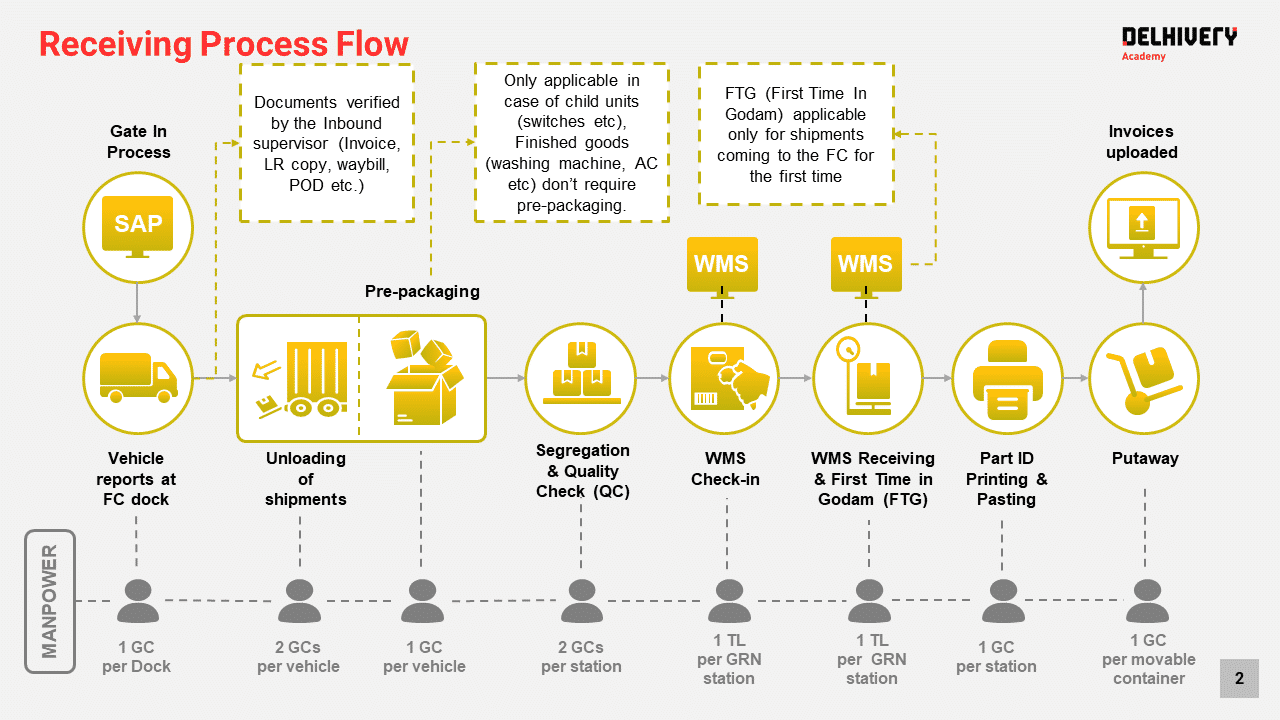 Receiving Process Flow
DELHIVERY
Academy
Documents verified
by the Inbound
supervisor (Invoice,
LR copy, waybill,
POD etc.)
Only applicable in
case of child units
(switches etc),
Finished goods
(washing machine, AC
etc) don’t require
pre-packaging.
FTG (First Time In
Godam) applicable
only for shipments
coming to the FC for
the first time
Gate In
Process
SAP
Invoices
uploaded
WMS
WMS
Pre-packaging
Vehicle
reports at
FC dock
Unloading
of
shipments
Segregation
& Quality
Check (QC)
WMS
Check-in
WMS Receiving
& First Time in
Godam (FTG)
Part ID
Printing &
Pasting
Putaway
MANPOWER
1 GC
per Dock
2 GCs
per vehicle
1 GC
per vehicle
2 GCs
per station
1 TL
per GRN
station
1 TL
per GRN
station
1 GC
per station
1 GC
per movable
container
2